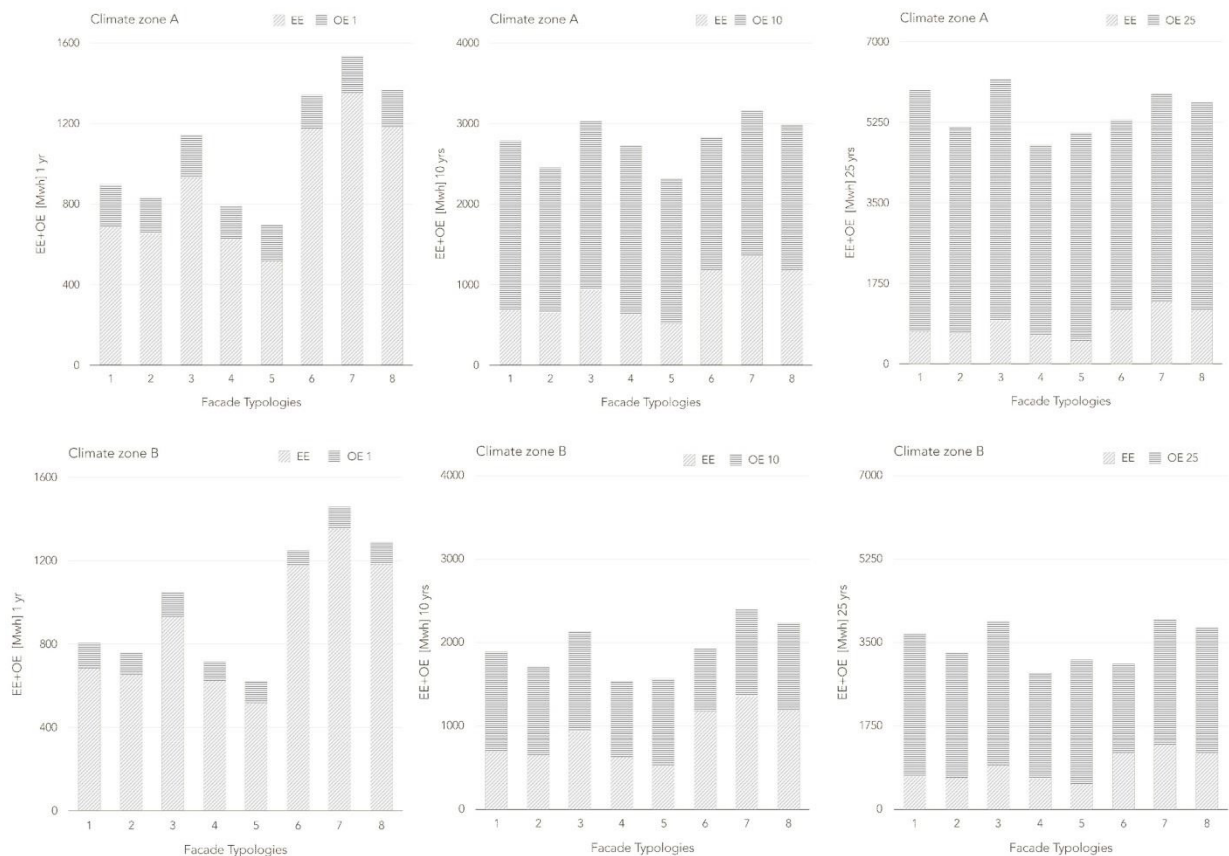 Climate zone A
EE OE 1
EE+OE [Mwh] 1 yr
1600
1200
800
400
0
1 2 3 4 5 6 7 8
Facade Typologies
Climate zone A
EE OE 10
EE+OE [Mwh] 10 yrs
4000
3000
2000
1000
0
1 2 3 4 5 6 7 8
Facade Typologies
Climate zone A
EE OE 25
EE+OE [Mwh] 25 yrs
7000
5250
3500
1750
0
1 2 3 4 5 6 7 8
Facade Typologies
Climate zone B
EE OE 1
EE+OE [Mwh] 1 yr
1600
1200
800
400
0
1 2 3 4 5 6 7 8
Facade Typologies
Climate zone B
EE OE 10
EE+OE [Mwh] 10 yrs
4000
3000
2000
1000
0
1 2 3 4 5 6 7 8
Facade Typologies
Climate zone B
EE OE 25
EE+OE [Mwh] 25 yrs
7000
5250
3500
1750
0
1 2 3 4 5 6 7 8
Facade Typologies